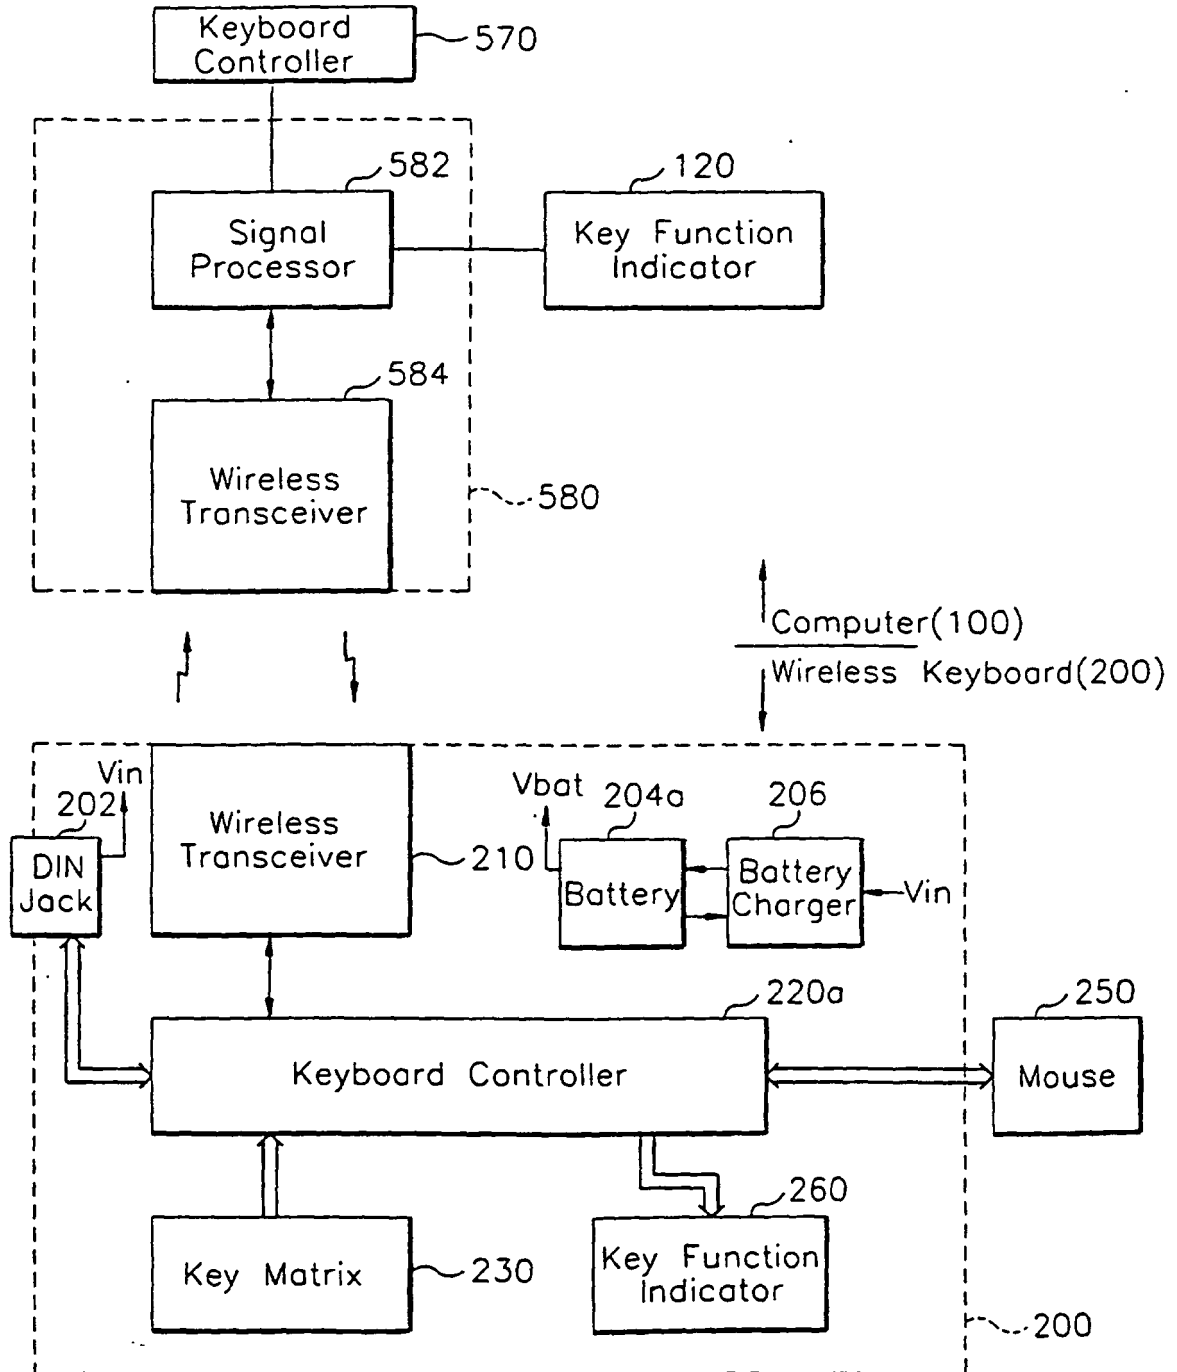 Keyboard
Controller
570
582
120
Signal
Processor
Key Function
Indicator
584
Wireless
Transceiver
580
Computer(100)
Wireless Keyboard(200)
Vin
202
DIN
Jack
Wireless
Transceiver
210
Vbat
204a
206
Battery
Battery
Charger
Vin
220a
250
Keyboard Controller
Mouse
260
Key Matrix
230
Key Function
Indicator
200